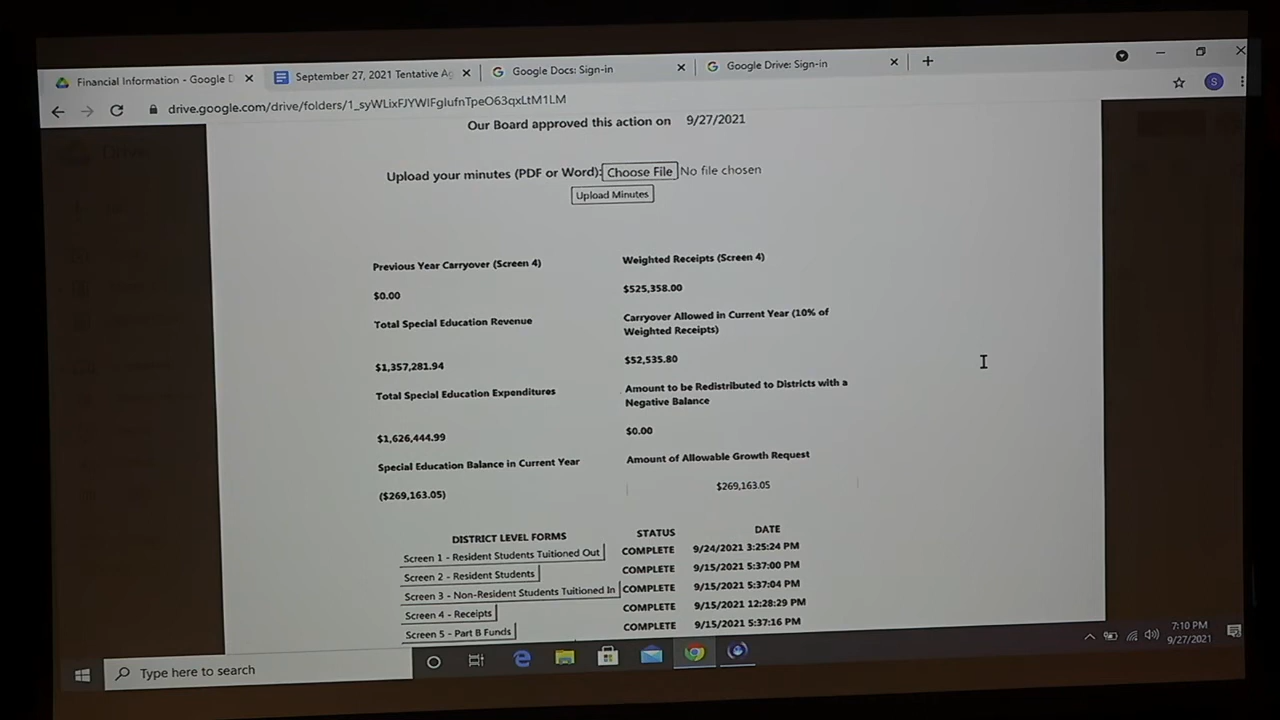 Financial Information - Google D
September 27, 2021 Tentative Ag
Google Docs: Sign-in
Google Drive: Sign-in
Our Board approved this action on 9/27/2021
Upload your minutes (PDF or Word): Choose File No file chosen
Upload Minutes
Previous Year Carryover (Screen 4)
$0.00
Weighted Receipts (Screen 4)
$525,358.00
Total Special Education Revenue
$1,357,281.94
Carryover Allowed in Current Year (10% of
Weighted Receipts)
$52,535.80
Total Special Education Expenditures
$1,626,444.99
Amount to be Redistributed to Districts with a
Negative Balance
$0.00
Special Education Balance in Current Year
($269,163.05)
Amount of Allowable Growth Request
$269,163.05
DISTRICT LEVEL FORMS STATUS DATE
Screen 1 - Resident Students Tuitioned Out COMPLETE 9/24/2021 3:25:24 PM
Screen 2 - Resident Students COMPLETE 9/15/2021 5:37:00 PM
Screen 3 - Non-Resident Students Tuitioned In COMPLETE 9/15/2021 5:37:04 PM
Screen 4 - Receipts COMPLETE 9/15/2021 12:28:29 PM
Screen 5 - Part B Funds COMPLETE 9/15/2021 5:37:16 PM
Type here to search
7:10 PM
9/27/2021